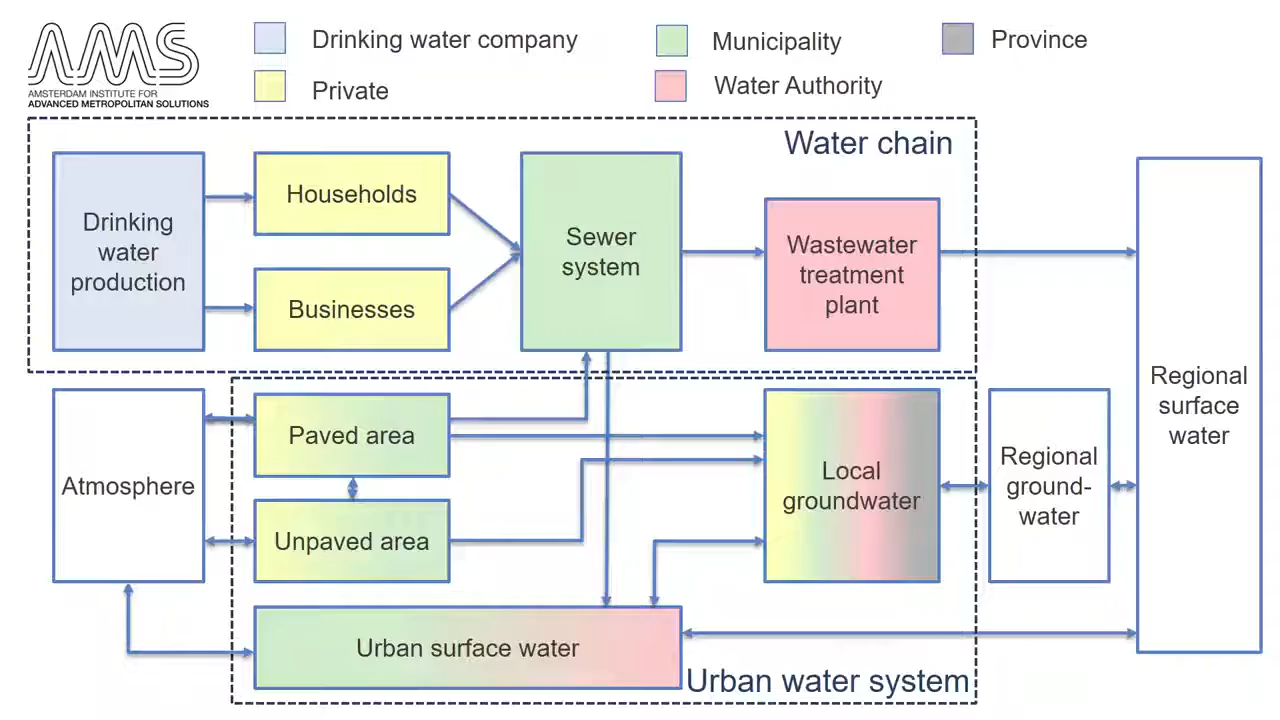 AMS
AMSTERDAM INSTITUTE FOR
ADVANCED METROPOLITAN SOLUTIONS
Drinking water company
Municipality
Province
Private
Water Authority
Water chain
Drinking
water
production
Households
Businesses
Sewer
system
Wastewater
treatment
plant
Regional
surface
water
Atmosphere
Paved area
Unpaved area
Local
groundwater
Regional
ground-
water
Urban surface water
Urban water system